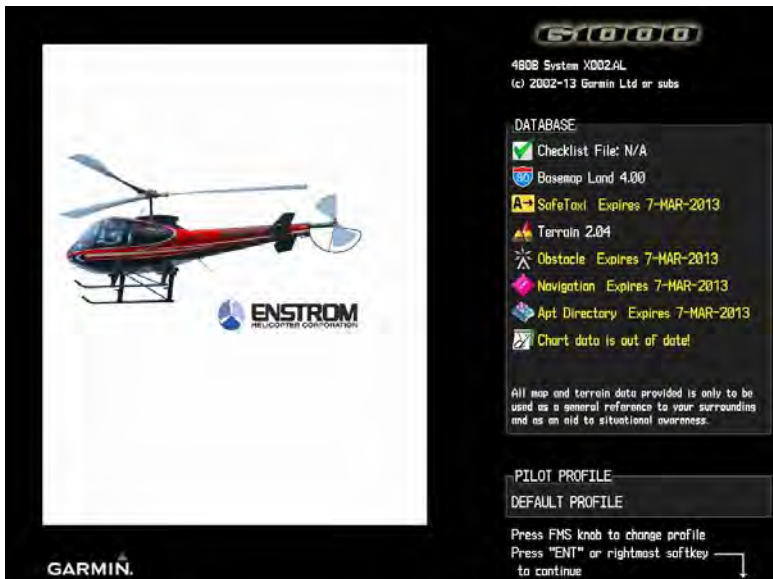 G1000
480B System X002.AL
(c) 2002-13 Garmin Ltd or subs
DATABASE
Checklist File: N/A
80
Basemap Land 4.00
A→ SafeTaxi Expires 7-MAR-2013
Terrain 2.04
Obstacle Expires 7-MAR-2013
Navigation Expires 7-MAR-2013
Apt Directory Expires 7-MAR-2013
Chart data is out of date!
All map and terrain data provided is only to be
used as a general reference to your surrounding
and as an aid to situational awareness.
PILOT PROFILE
DEFAULT PROFILE
Press FMS knob to change profile
Press "ENT" or rightmost softkey
to continue
ENSTROM
HELICOPTER CORPORATION
GARMIN.